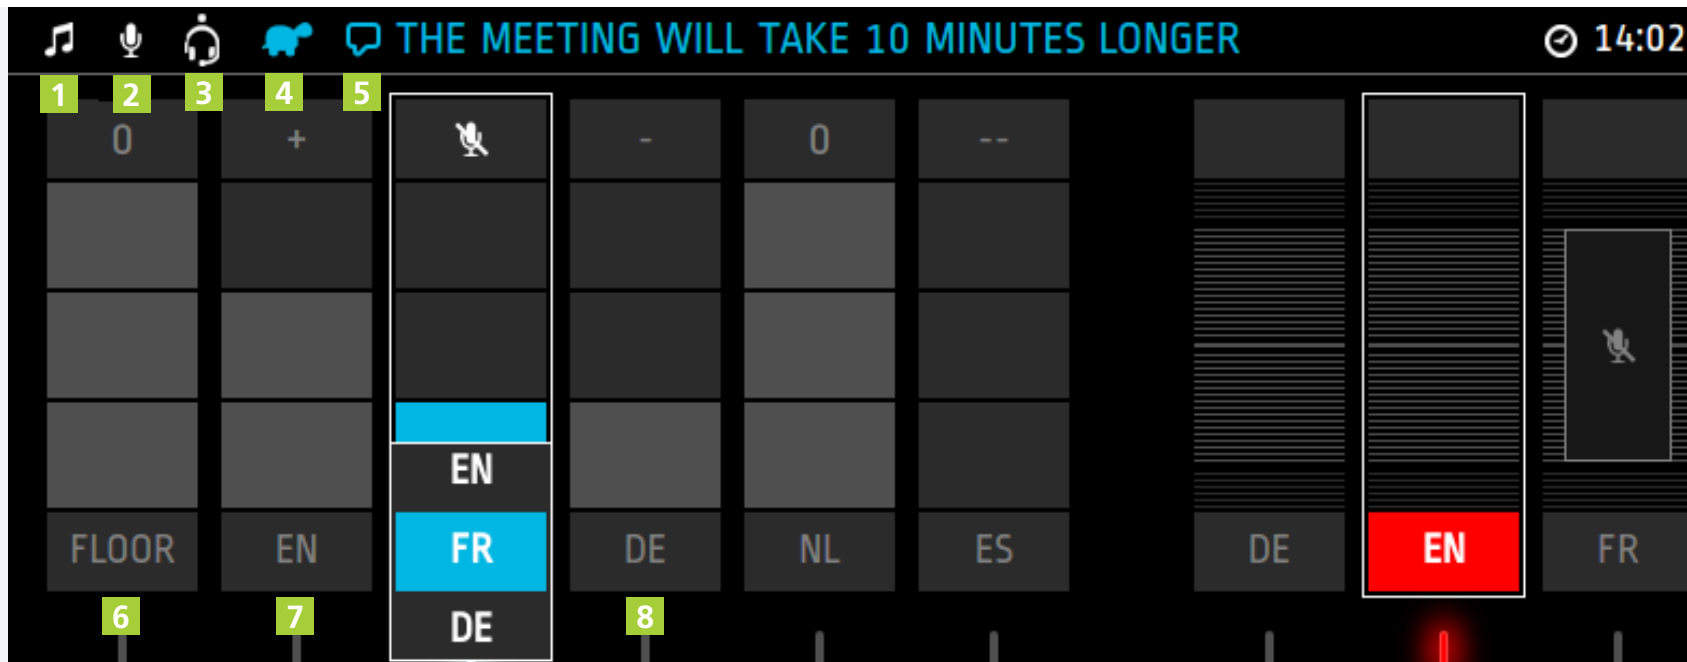 THE MEETING WILL TAKE 10 MINUTES LONGER 14:02
1 2 3 4 5
0 + - 0 --
EN
FLOOR EN FR DE NL ES DE EN FR
6 7 DE 8